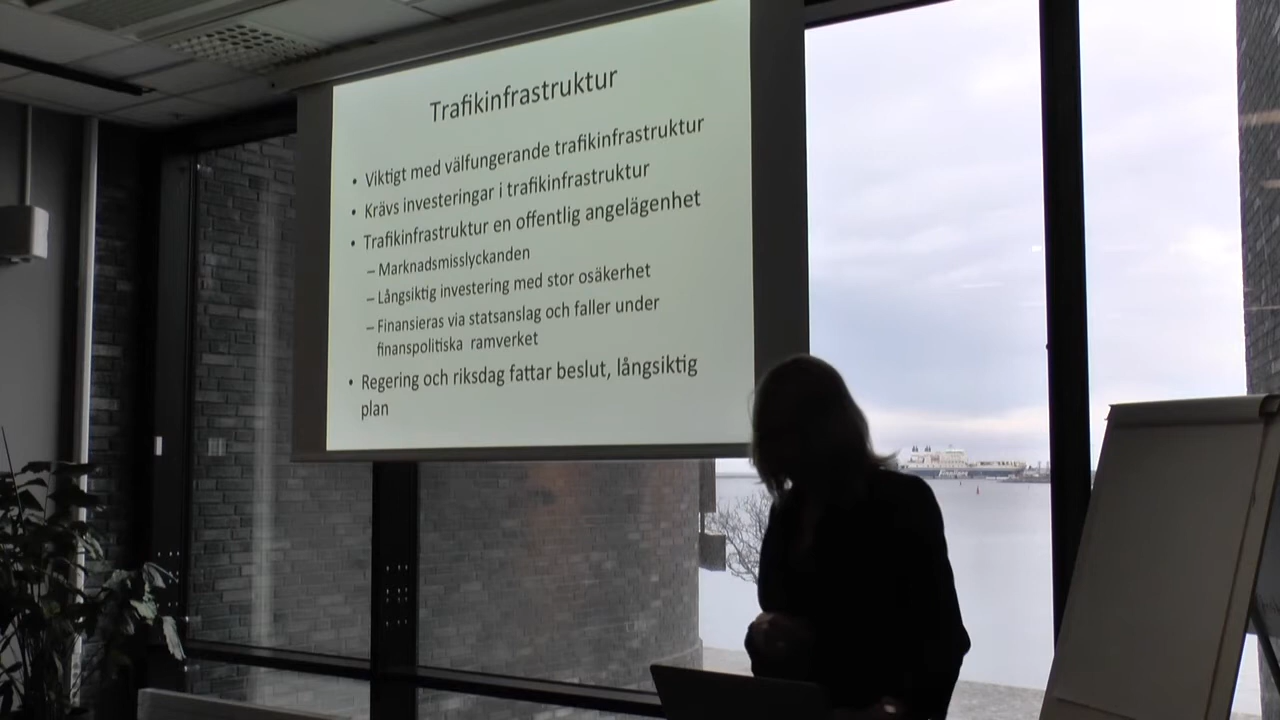 Trafikinfrastruktur
• Viktigt med välfungerande trafikinfrastruktur
• Krävs investeringar i trafikinfrastruktur
• Trafikinfrastruktur en offentlig angelägenhet
– Marknadsmisslyckanden
– Långsiktig investering med stor osäkerhet
– Finansieras via statsanslag och faller under
finanspolitiska ramverket
• Regering och riksdag fattar beslut, långsiktig
plan